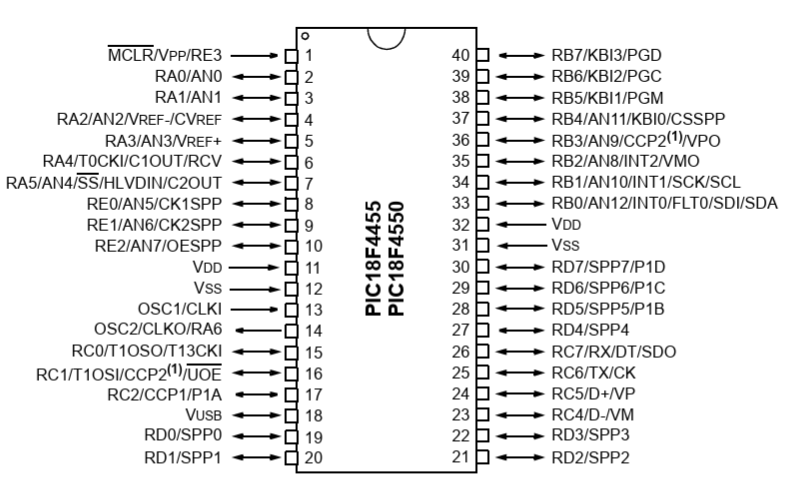 MCLR/VPP/RE3 1 40 RB7/KBI3/PGD
RA0/AN0 2 39 RB6/KBI2/PGC
RA1/AN1 3 38 RB5/KBI1/PGM
RA2/AN2/VREF-/CVREF 4 37 RB4/AN11/KBI0/CSSPP
RA3/AN3/VREF+ 5 36 RB3/AN9/CCP2(1)/VPO
RA4/T0CKI/C1OUT/RCV 6 35 RB2/AN8/INT2/VMO
RA5/AN4/SS/HLVDIN/C2OUT 7 34 RB1/AN10/INT1/SCK/SCL
RE0/AN5/CK1SPP 8 33 RB0/AN12/INT0/FLT0/SDI/SDA
RE1/AN6/CK2SPP 9 32 VDD
RE2/AN7/OESPP 10 31 VSS
VDD 11 30 RD7/SPP7/P1D
VSS 12 29 RD6/SPP6/P1C
OSC1/CLKI 13 28 RD5/SPP5/P1B
OSC2/CLKO/RA6 14 27 RD4/SPP4
RC0/T1OSO/T13CKI 15 26 RC7/RX/DT/SDO
RC1/T1OSI/CCP2(1)/UOE 16 25 RC6/TX/CK
RC2/CCP1/P1A 17 24 RC5/D+/VP
VUSB 18 23 RC4/D-/VM
RD0/SPP0 19 22 RD3/SPP3
RD1/SPP1 20 21 RD2/SPP2
PIC18F4455
PIC18F4550